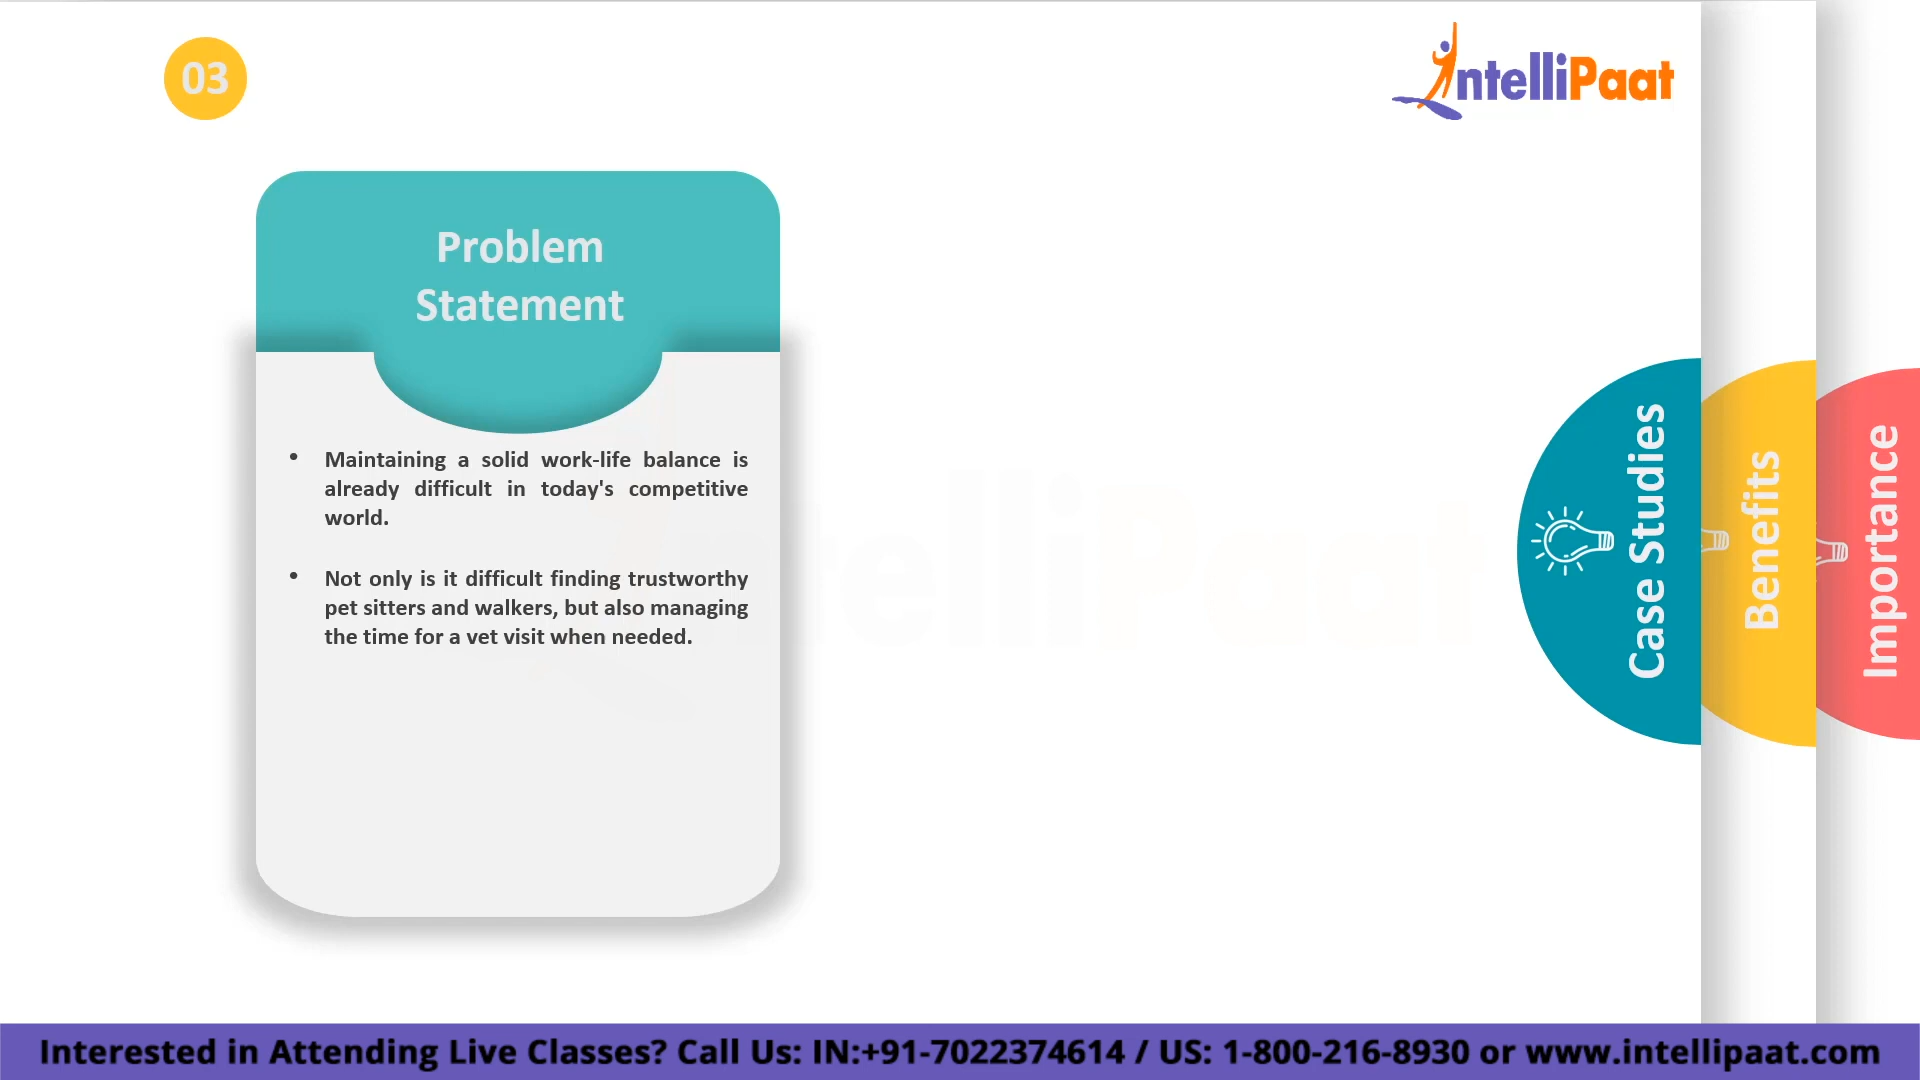 03
IntelliPaat
Problem
Statement
• Maintaining a solid work-life balance is
already difficult in today's competitive
world.
• Not only is it difficult finding trustworthy
pet sitters and walkers, but also managing
the time for a vet visit when needed.
Case Studies
Benefits
Importance
Interested in Attending Live Classes? Call Us: IN:+91-7022374614 / US: 1-800-216-8930 or www.intellipaat.com